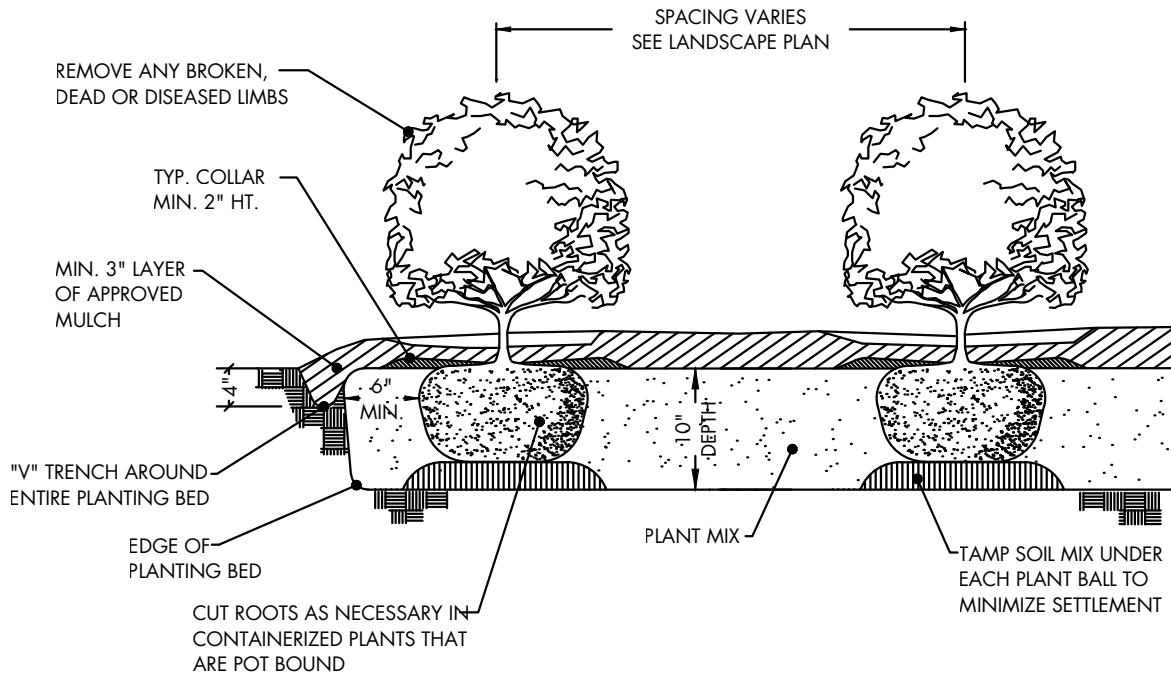 SPACING VARIES
SEE LANDSCAPE PLAN
REMOVE ANY BROKEN,
DEAD OR DISEASED LIMBS
TYP. COLLAR
MIN. 2" HT.
MIN. 3" LAYER
OF APPROVED
MULCH
4"
6"
MIN.
10"
DEPTH
"V" TRENCH AROUND
ENTIRE PLANTING BED
EDGE OF
PLANTING BED
CUT ROOTS AS NECESSARY IN
CONTAINERIZED PLANTS THAT
ARE POT BOUND
PLANT MIX
TAMP SOIL MIX UNDER
EACH PLANT BALL TO
MINIMIZE SETTLEMENT